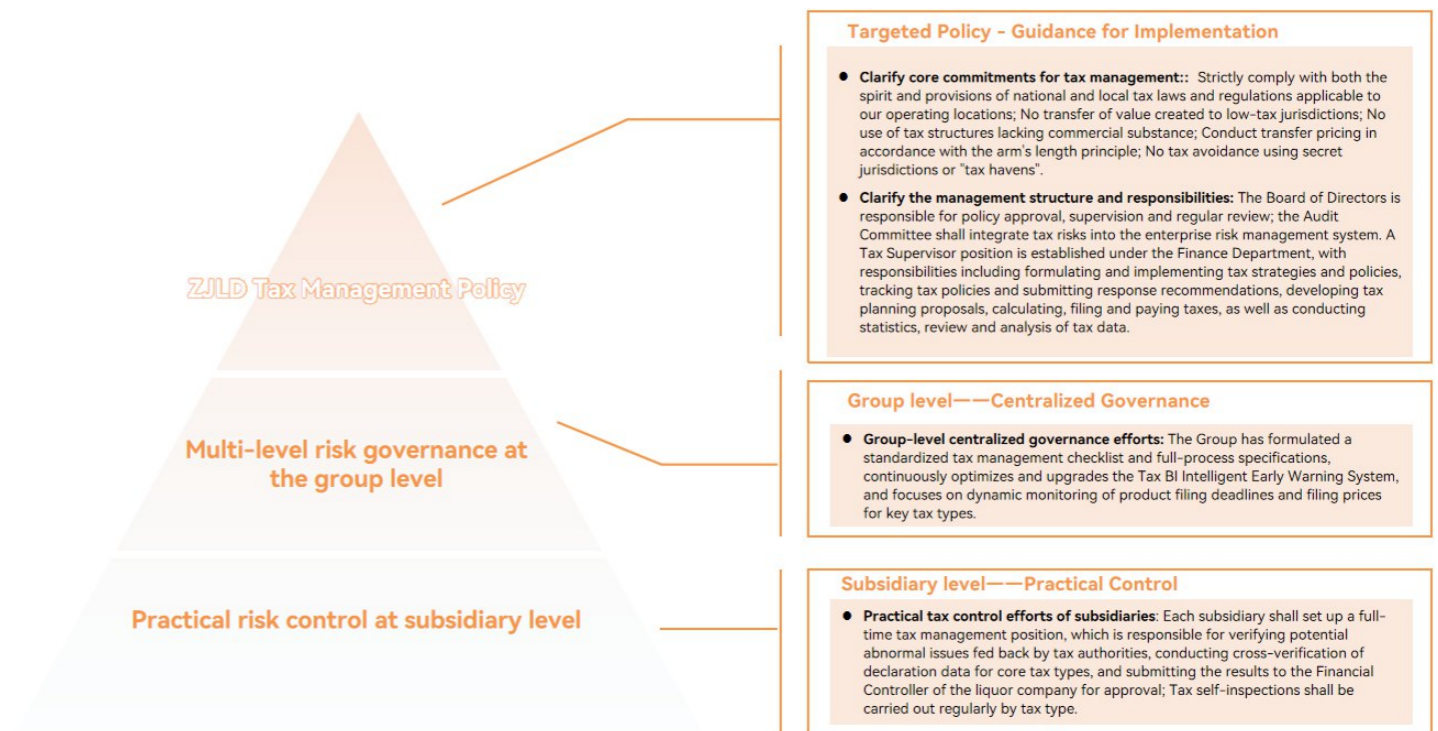 Targeted Policy - Guidance for Implementation
● Clarify core commitments for tax management:: Strictly comply with both the
spirit and provisions of national and local tax laws and regulations applicable to
our operating locations; No transfer of value created to low-tax jurisdictions; No
use of tax structures lacking commercial substance; Conduct transfer pricing in
accordance with the arm's length principle; No tax avoidance using secret
jurisdictions or "tax havens".
● Clarify the management structure and responsibilities: The Board of Directors is
responsible for policy approval, supervision and regular review; the Audit
Committee shall integrate tax risks into the enterprise risk management system. A
Tax Supervisor position is established under the Finance Department, with
responsibilities including formulating and implementing tax strategies and policies,
tracking tax policies and submitting response recommendations, developing tax
planning proposals, calculating, filing and paying taxes, as well as conducting
statistics, review and analysis of tax data.
ZJLD Tax Management Policy
Group level——Centralized Governance
● Group-level centralized governance efforts: The Group has formulated a
standardized tax management checklist and full-process specifications,
continuously optimizes and upgrades the Tax BI Intelligent Early Warning System,
and focuses on dynamic monitoring of product filing deadlines and filing prices
for key tax types.
Multi-level risk governance at
the group level
Subsidiary level——Practical Control
● Practical tax control efforts of subsidiaries: Each subsidiary shall set up a full-
time tax management position, which is responsible for verifying potential
abnormal issues fed back by tax authorities, conducting cross-verification of
declaration data for core tax types, and submitting the results to the Financial
Controller of the liquor company for approval; Tax self-inspections shall be
carried out regularly by tax type.
Practical risk control at subsidiary level